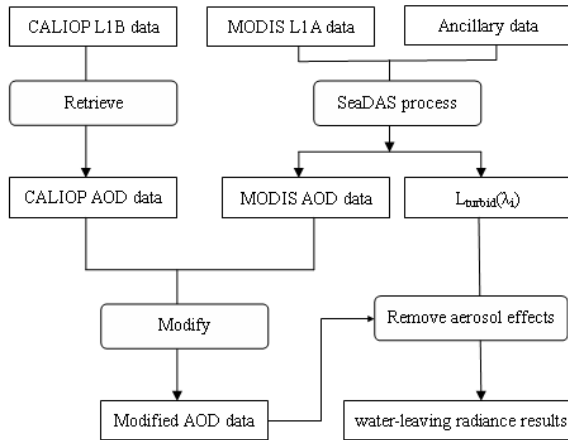 CALIOP L1B data
MODIS L1A data
Ancillary data
Retrieve
SeaDAS process
CALIOP AOD data
MODIS AOD data
Lturbid(λi)
Modify
Remove aerosol effects
Modified AOD data
water-leaving radiance results